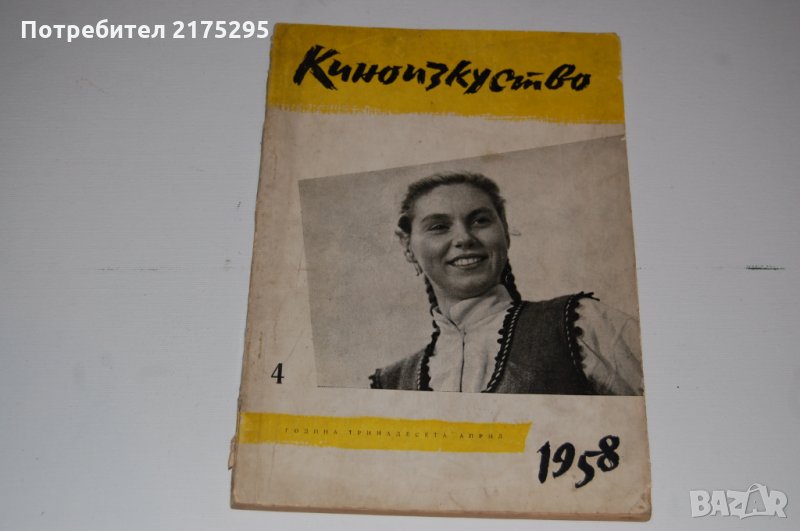 Потребител 2175295
Киноизкуство
4
ГОДИНА ТРИНАДЕСЕТА АПРИЛ
1958
BAZAR